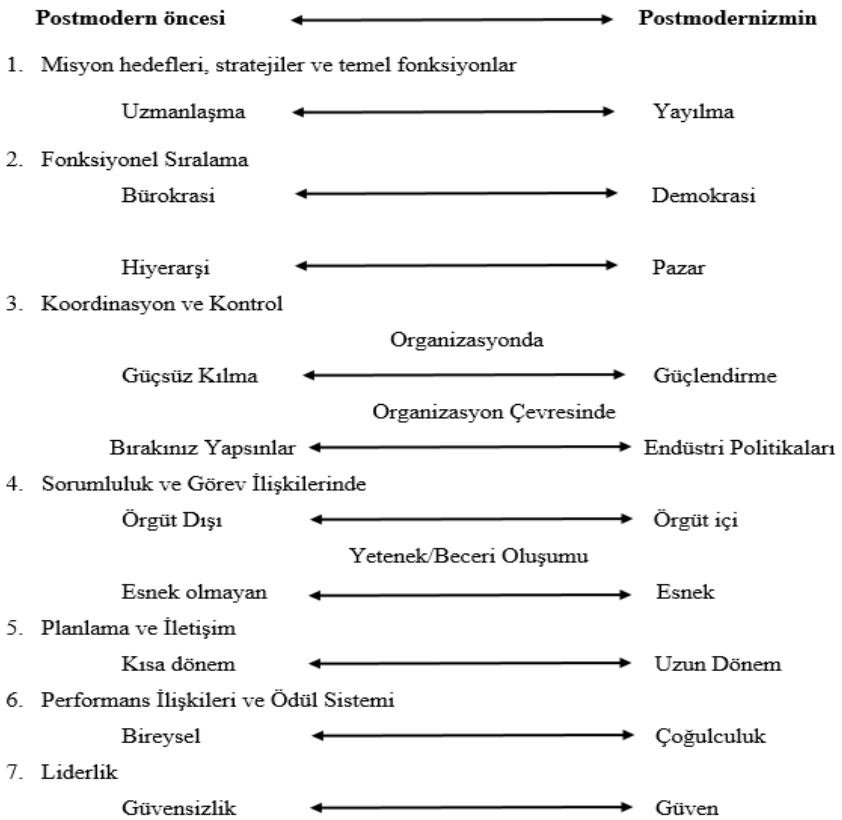 Postmodern öncesi Postmodernizmin
1. Misyon hedefleri, stratejiler ve temel fonksiyonlar
Uzmanlaşma Yayılma
2. Fonksiyonel Sıralama
Bürokrasi Demokrasi
Hiyerarşi Pazar
3. Koordinasyon ve Kontrol
Organizasyonda
Güçsüz Kılma Güçlendirme
Organizasyon Çevresinde
Bırakınız Yapsınlar Endüstri Politikaları
4. Sorumluluk ve Görev İlişkilerinde
Örgüt Dışı Örgüt içi
Yetenek/Beceri Oluşumu
Esnek olmayan Esnek
5. Planlama ve İletişim
Kısa dönem Uzun Dönem
6. Performans İlişkileri ve Ödül Sistemi
Bireysel Çoğulculuk
7. Liderlik
Güvensizlik Güven